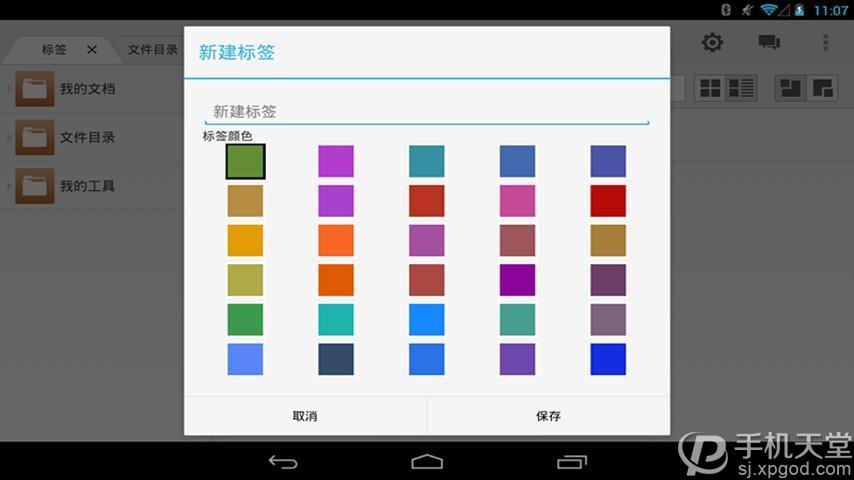 11:07
标签
文件目录
我的文档
文件目录
我的工具
新建标签
新建标签
标签颜色
取消
保存
手机天堂
sj.xpgod.com